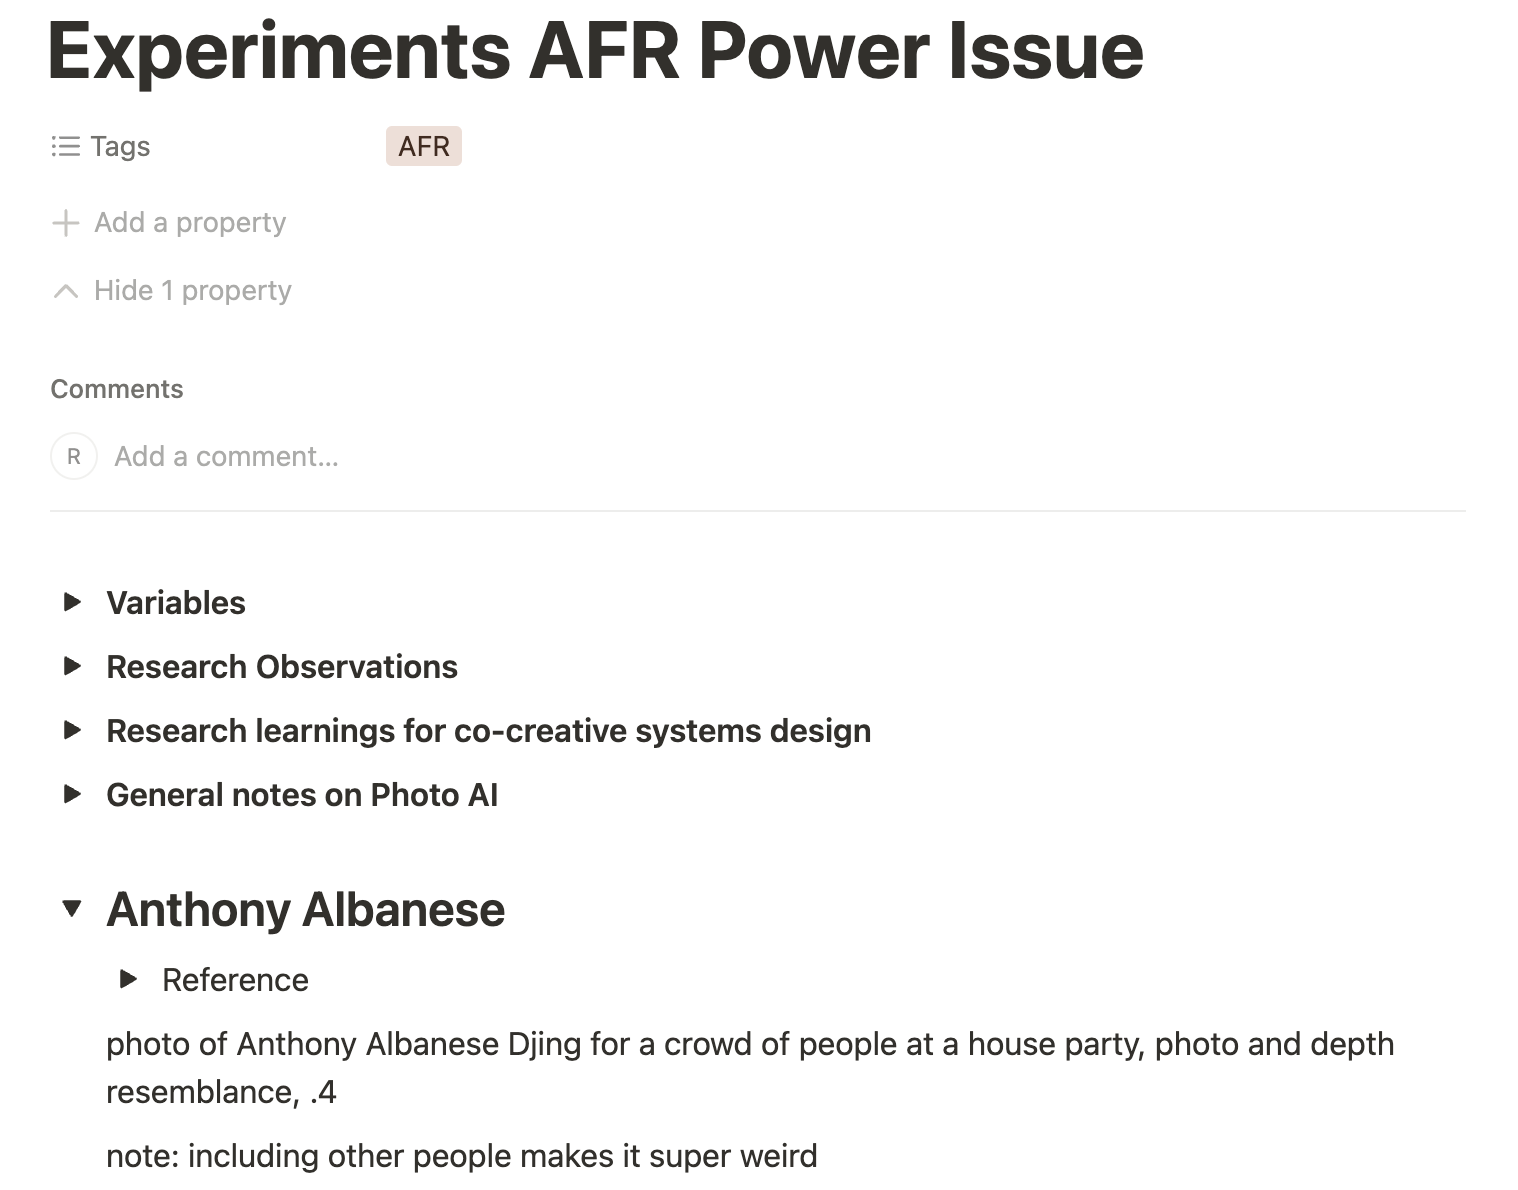 Experiments AFR Power Issue
Tags AFR
Add a property
Hide 1 property
Comments
R Add a comment...
Variables
Research Observations
Research learnings for co-creative systems design
General notes on Photo AI
Anthony Albanese
Reference
photo of Anthony Albanese Djing for a crowd of people at a house party, photo and depth
resemblance, .4
note: including other people makes it super weird